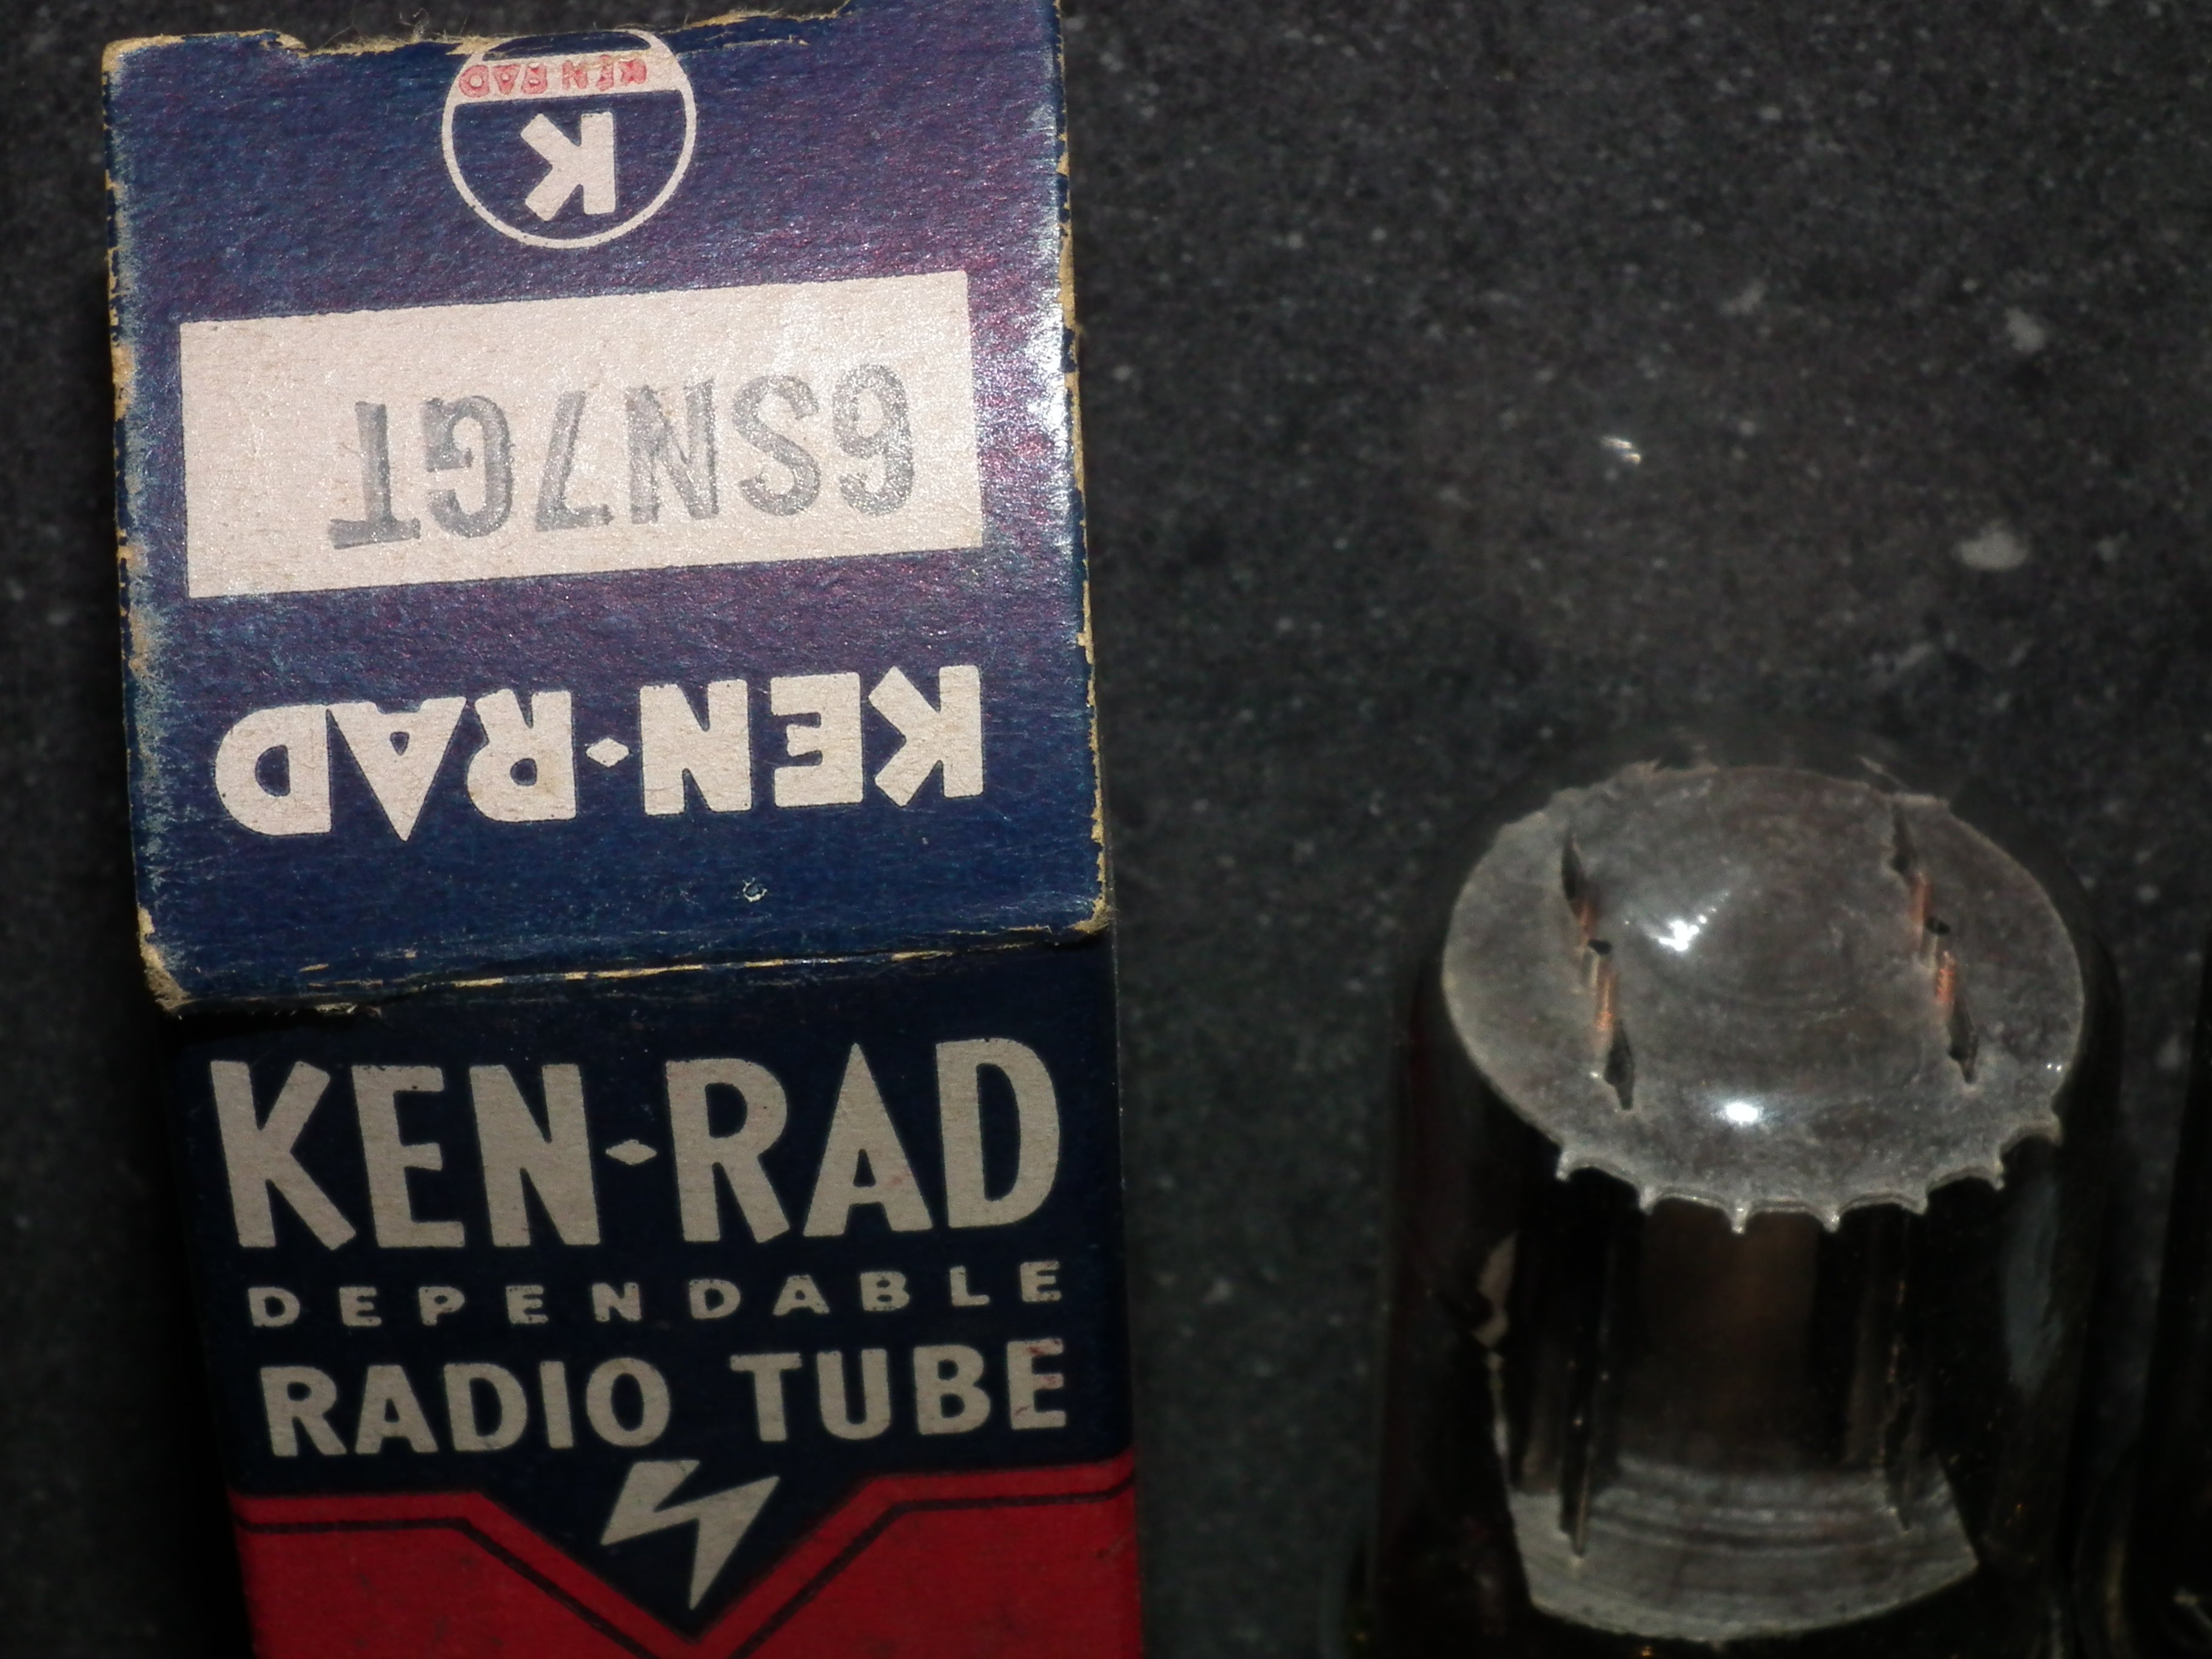 KEN-RAD
K
6SN7GT
KEN·RAD
KEN·RAD
DEPENDABLE
RADIO TUBE